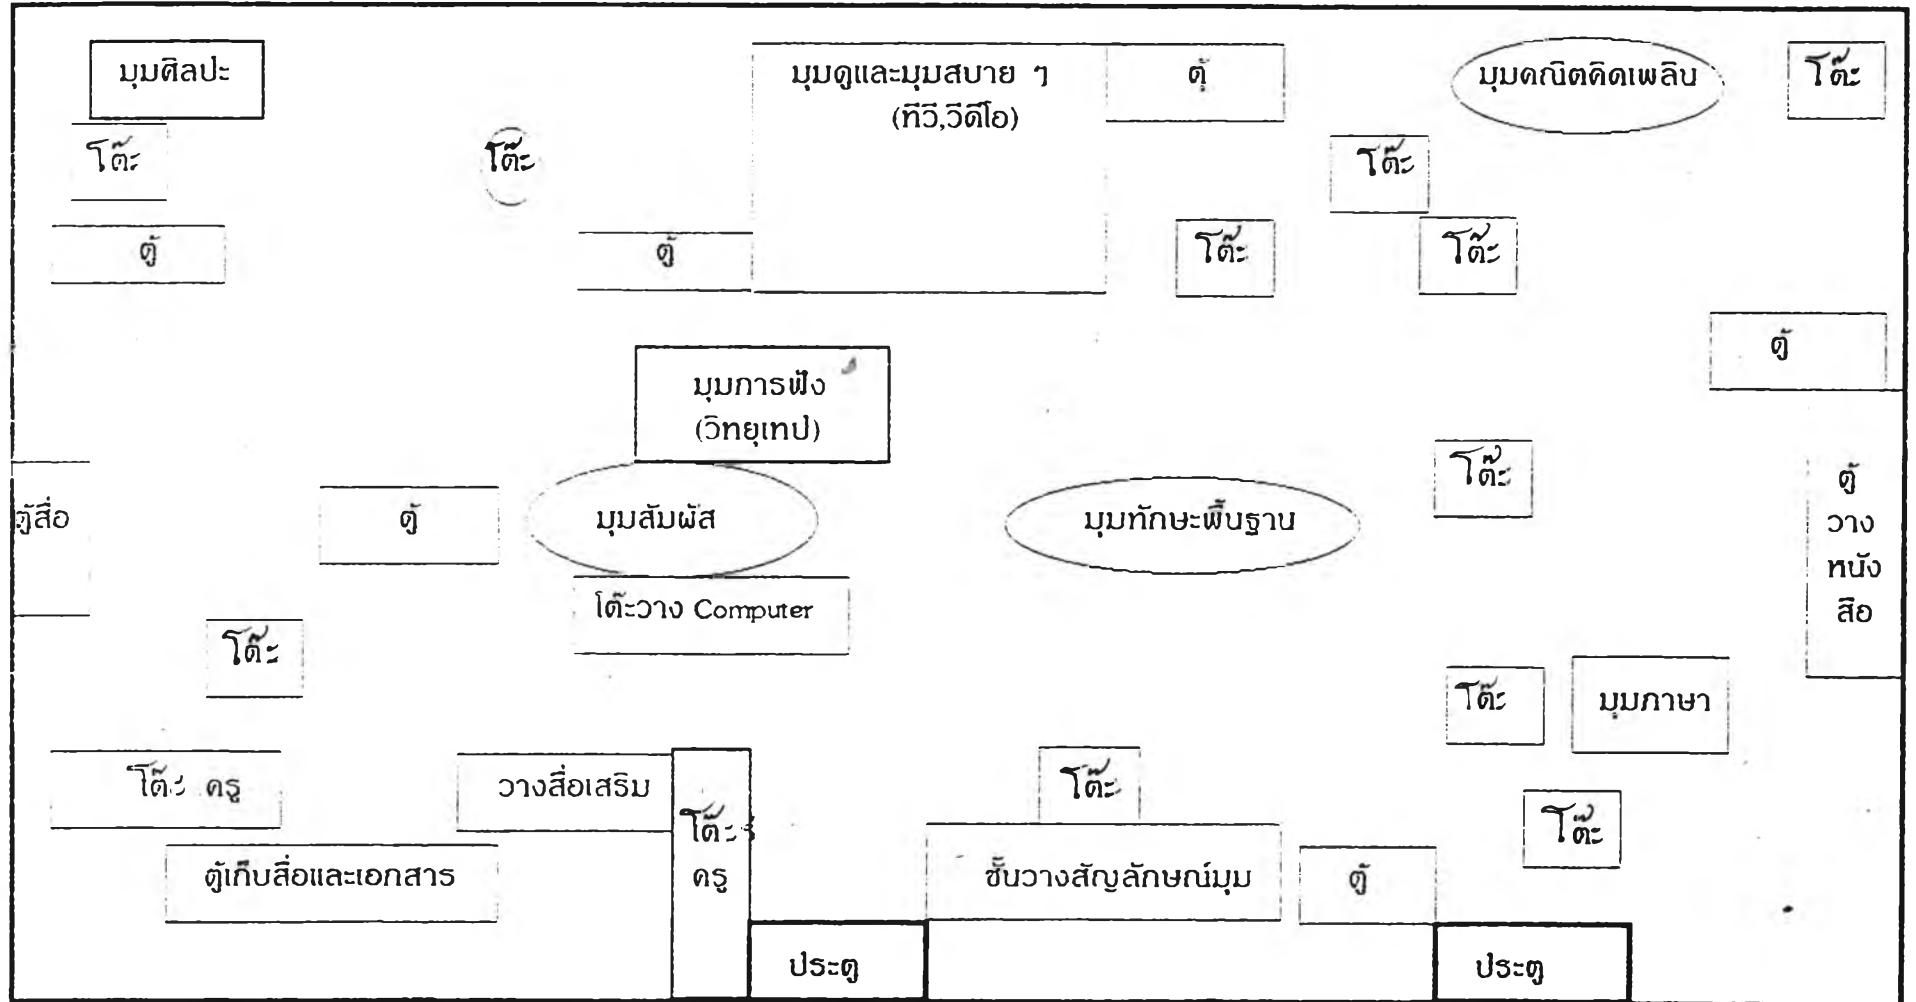 มุมศิลปะ
มุมดูและมุมสบาย ๆ
(ทีวี,วีดีโอ)
ตู้
มุมคณิตคิดเพลิน
โต๊ะ
โต๊ะ
โต๊ะ
โต๊ะ
ตู้
ตู้
โต๊ะ
โต๊ะ
ตู้
มุมการฟัง
(วิทยุเทป)
โต๊ะ
ตู้สื่อ
ตู้
มุมสัมผัส
มุมทักษะพื้นฐาน
ตู้
วาง
หนัง
สือ
โต๊ะวาง Computer
โต๊ะ
โต๊ะ
มุมภาษา
โต๊ะ ครู
วางสื่อเสริม
โต๊ะ
ครู
โต๊ะ
โต๊ะ
ตู้เก็บสื่อและเอกสาร
ชั้นวางสัญลักษณ์มุม
ตู้
ประตู
ประตู